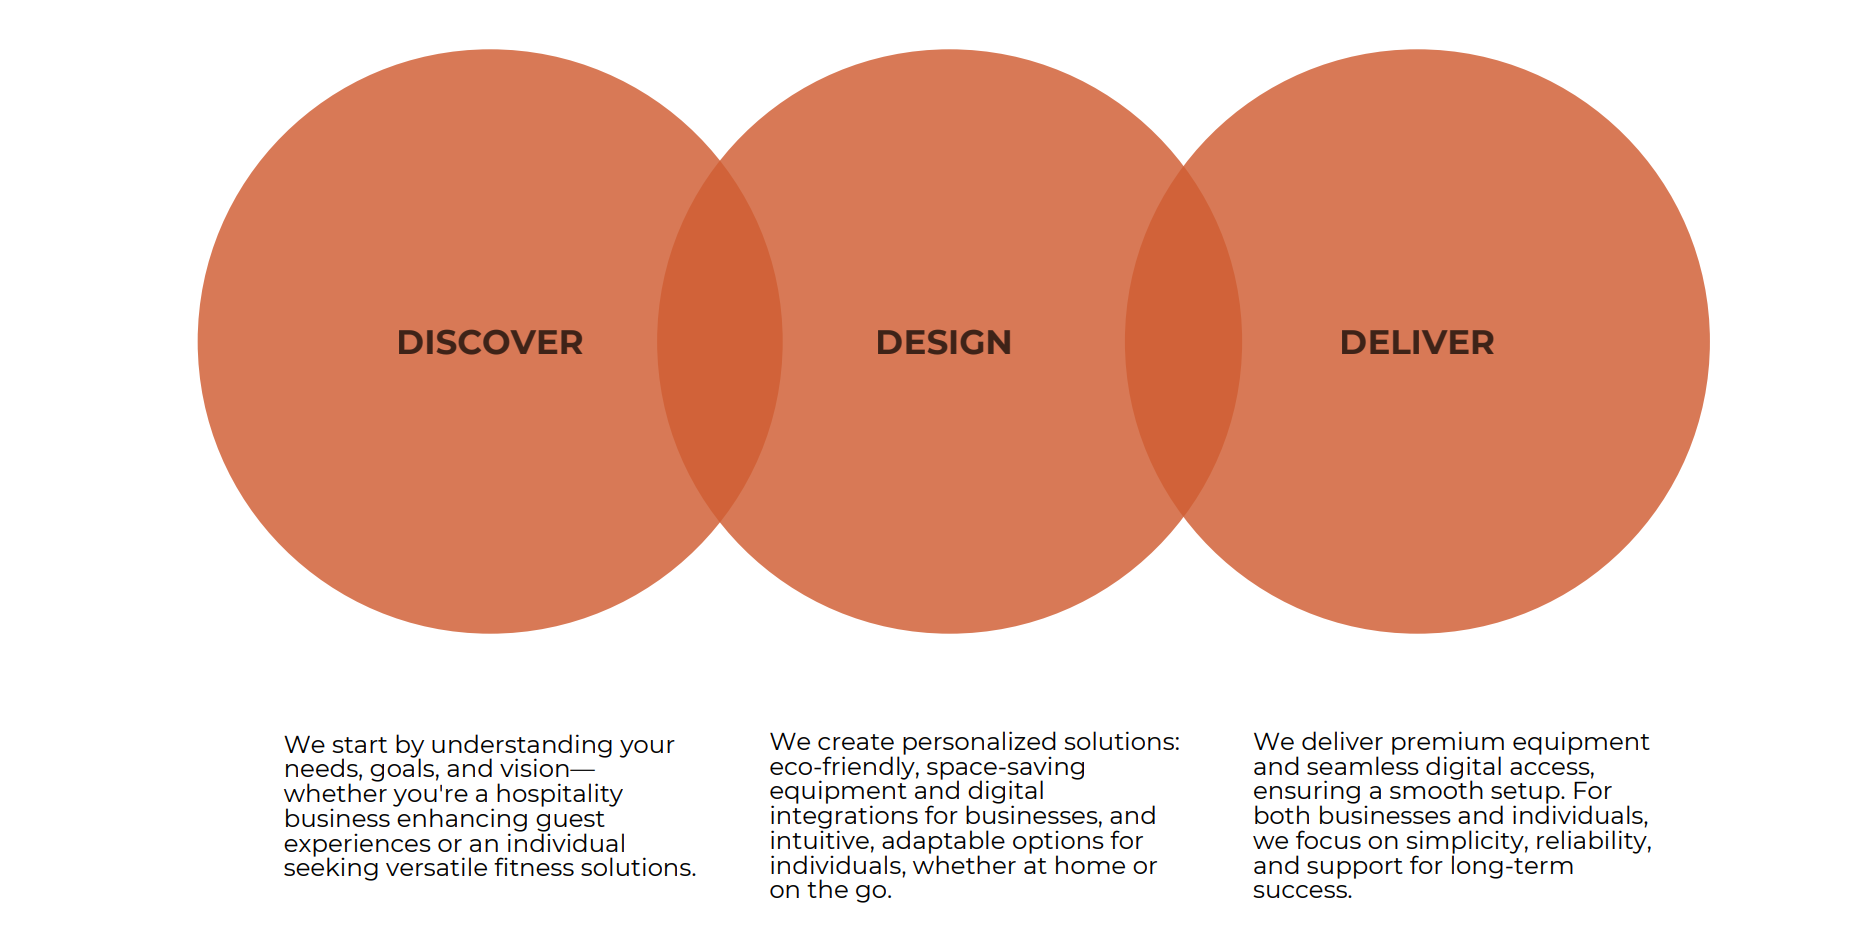 DISCOVER
DESIGN
DELIVER
We start by understanding your
needs, goals, and vision—
whether you're a hospitality
business enhancing guest
experiences or an individual
seeking versatile fitness solutions.
We create personalized solutions:
eco-friendly, space-saving
equipment and digital
integrations for businesses, and
intuitive, adaptable options for
individuals, whether at home or
on the go.
We deliver premium equipment
and seamless digital access,
ensuring a smooth setup. For
both businesses and individuals,
we focus on simplicity, reliability,
and support for long-term
success.